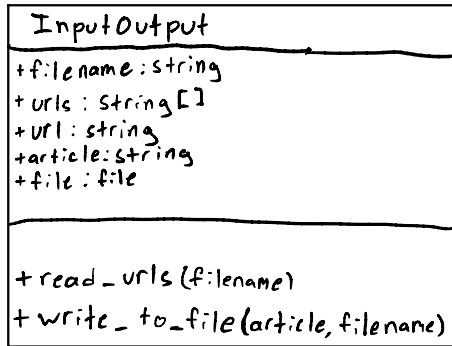 InputOutput
+filename:string
+urls : string[]
+url : string
+article:string
+file : file
+ read_urls(filename)
+ write_to_file(article, filename)